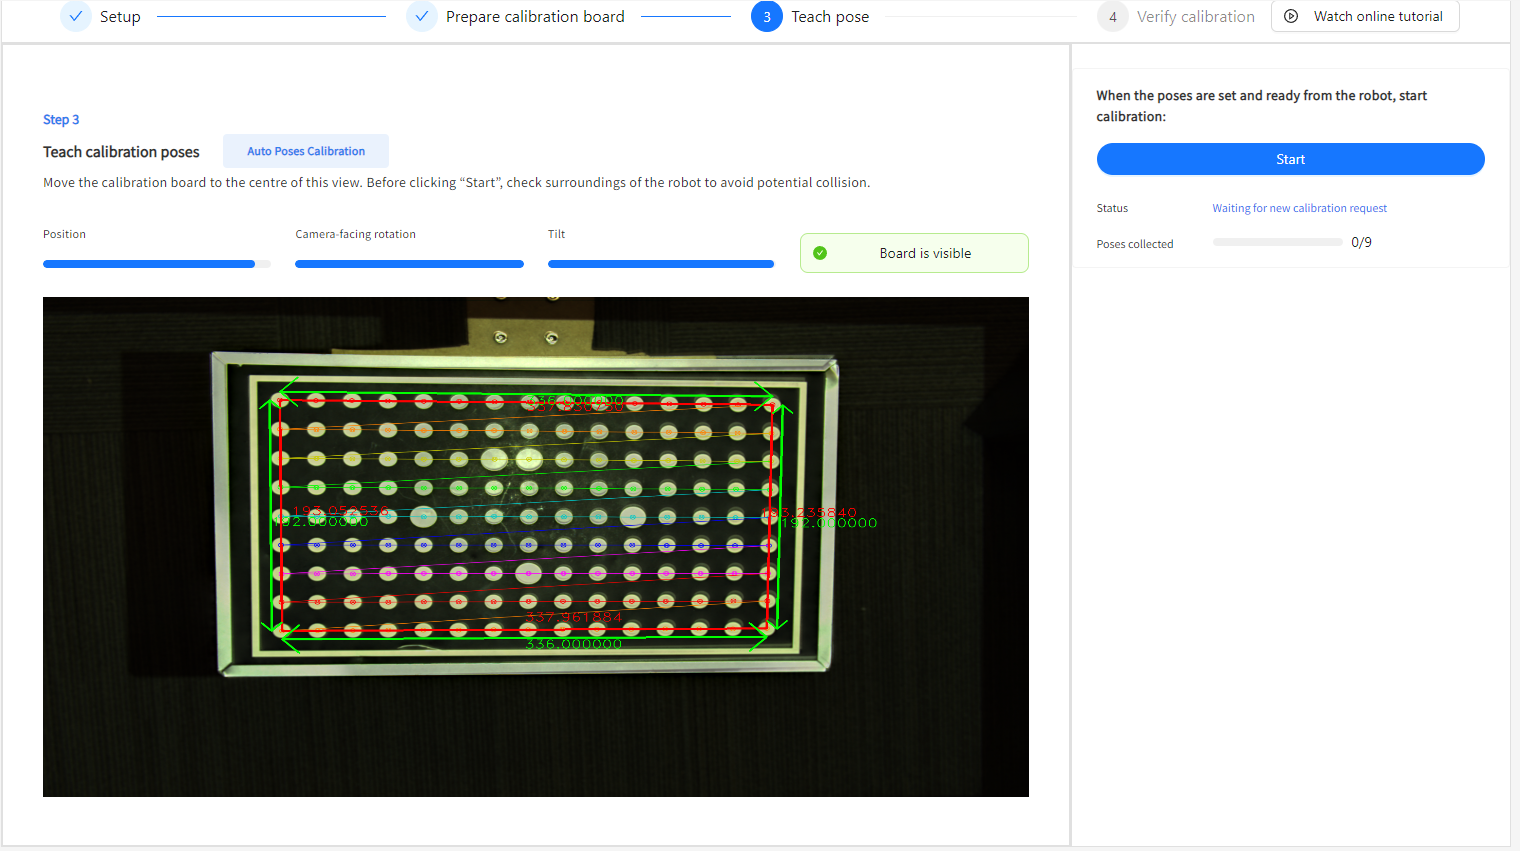 Setup
Prepare calibration board
3 Teach pose
4 Verify calibration
Watch online tutorial
Step 3
Teach calibration poses
Auto Poses Calibration
Move the calibration board to the centre of this view. Before clicking “Start”, check surroundings of the robot to avoid potential collision.
Position
Camera-facing rotation
Tilt
Board is visible
336.000000
193.052536
192.000000
193.235840
192.000000
337.961884
336.000000
When the poses are set and ready from the robot, start
calibration:
Start
Status
Waiting for new calibration request
Poses collected
0/9